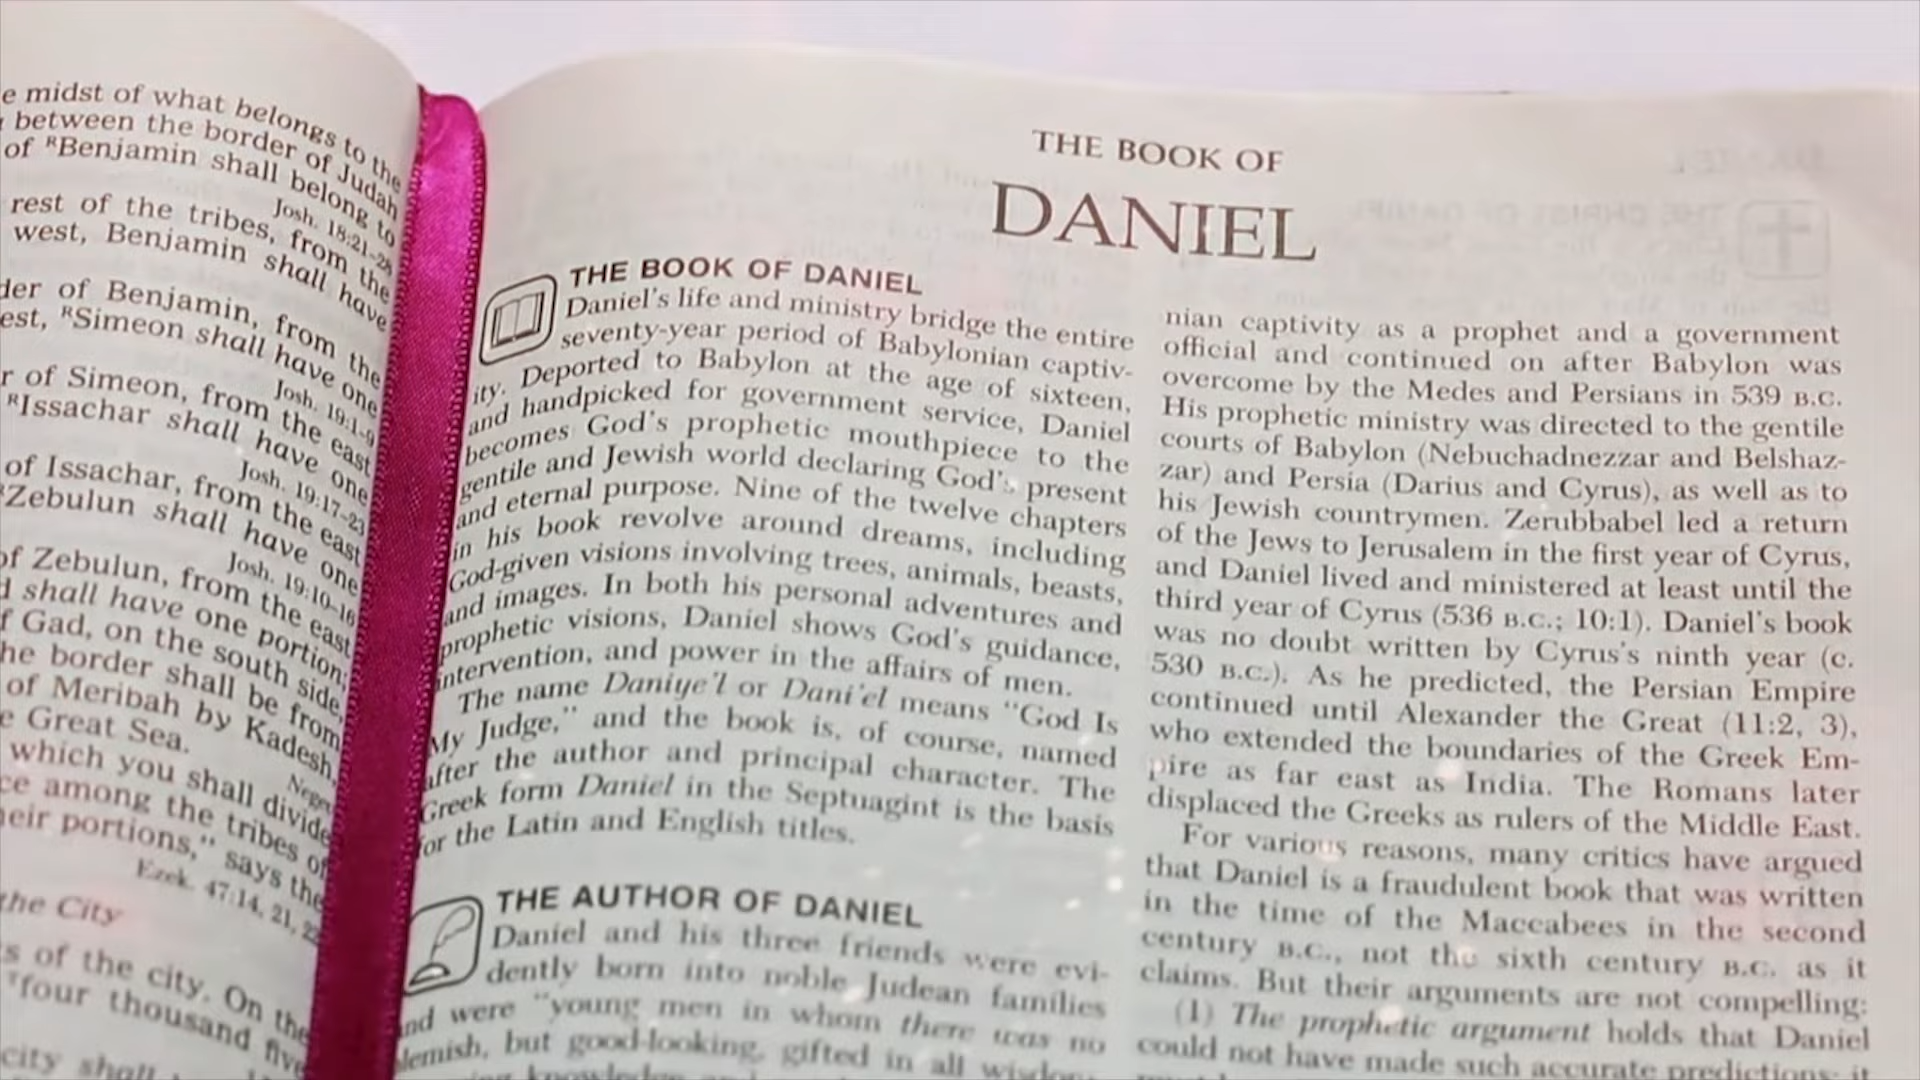 e midst of what belongs to the
between the border of Judah
of ᴿBenjamin shall belong to
Josh. 18:21–28
rest of the tribes, from the
west, Benjamin shall have
der of Benjamin, from the
est, ᴿSimeon shall have one
Josh. 19:1–9
r of Simeon, from the east
ᴿIssachar shall have one
Josh. 19:17–23
of Issachar, from the east
ᴿZebulun shall have one
Josh. 19:10–16
of Zebulun, from the east
d shall have one portion;
f Gad, on the south side,
he border shall be from
of Meribah by Kadesh,
e Great Sea.
Negev
which you shall divide
ce among the tribes of
heir portions," says the
Ezek. 47:14, 21, 22
the City
s of the city. On the
four thousand five
city shall
THE BOOK OF
DANIEL
THE BOOK OF DANIEL
Daniel's life and ministry bridge the entire
seventy-year period of Babylonian captiv-
ity. Deported to Babylon at the age of sixteen,
and handpicked for government service, Daniel
becomes God's prophetic mouthpiece to the
gentile and Jewish world declaring God's present
and eternal purpose. Nine of the twelve chapters
in his book revolve around dreams, including
God-given visions involving trees, animals, beasts,
and images. In both his personal adventures and
prophetic visions, Daniel shows God's guidance,
intervention, and power in the affairs of men.
The name Daniye'l or Dani'el means "God Is
My Judge," and the book is, of course, named
after the author and principal character. The
Greek form Daniel in the Septuagint is the basis
for the Latin and English titles.
THE AUTHOR OF DANIEL
Daniel and his three friends were evi-
dently born into noble Judean families
and were "young men in whom there was no
blemish, but good-looking, gifted in all wisdom,
knowledge
nian captivity as a prophet and a government
official and continued on after Babylon was
overcome by the Medes and Persians in 539 B.C.
His prophetic ministry was directed to the gentile
courts of Babylon (Nebuchadnezzar and Belshaz-
zar) and Persia (Darius and Cyrus), as well as to
his Jewish countrymen. Zerubbabel led a return
of the Jews to Jerusalem in the first year of Cyrus,
and Daniel lived and ministered at least until the
third year of Cyrus (536 B.C.; 10:1). Daniel's book
was no doubt written by Cyrus's ninth year (c.
530 B.C.). As he predicted, the Persian Empire
continued until Alexander the Great (11:2, 3),
who extended the boundaries of the Greek Em-
pire as far east as India. The Romans later
displaced the Greeks as rulers of the Middle East.
For various reasons, many critics have argued
that Daniel is a fraudulent book that was written
in the time of the Maccabees in the second
century B.C., not the sixth century B.C. as it
claims. But their arguments are not compelling:
(1) The prophetic argument holds that Daniel
could not have made such accurate predictions; it